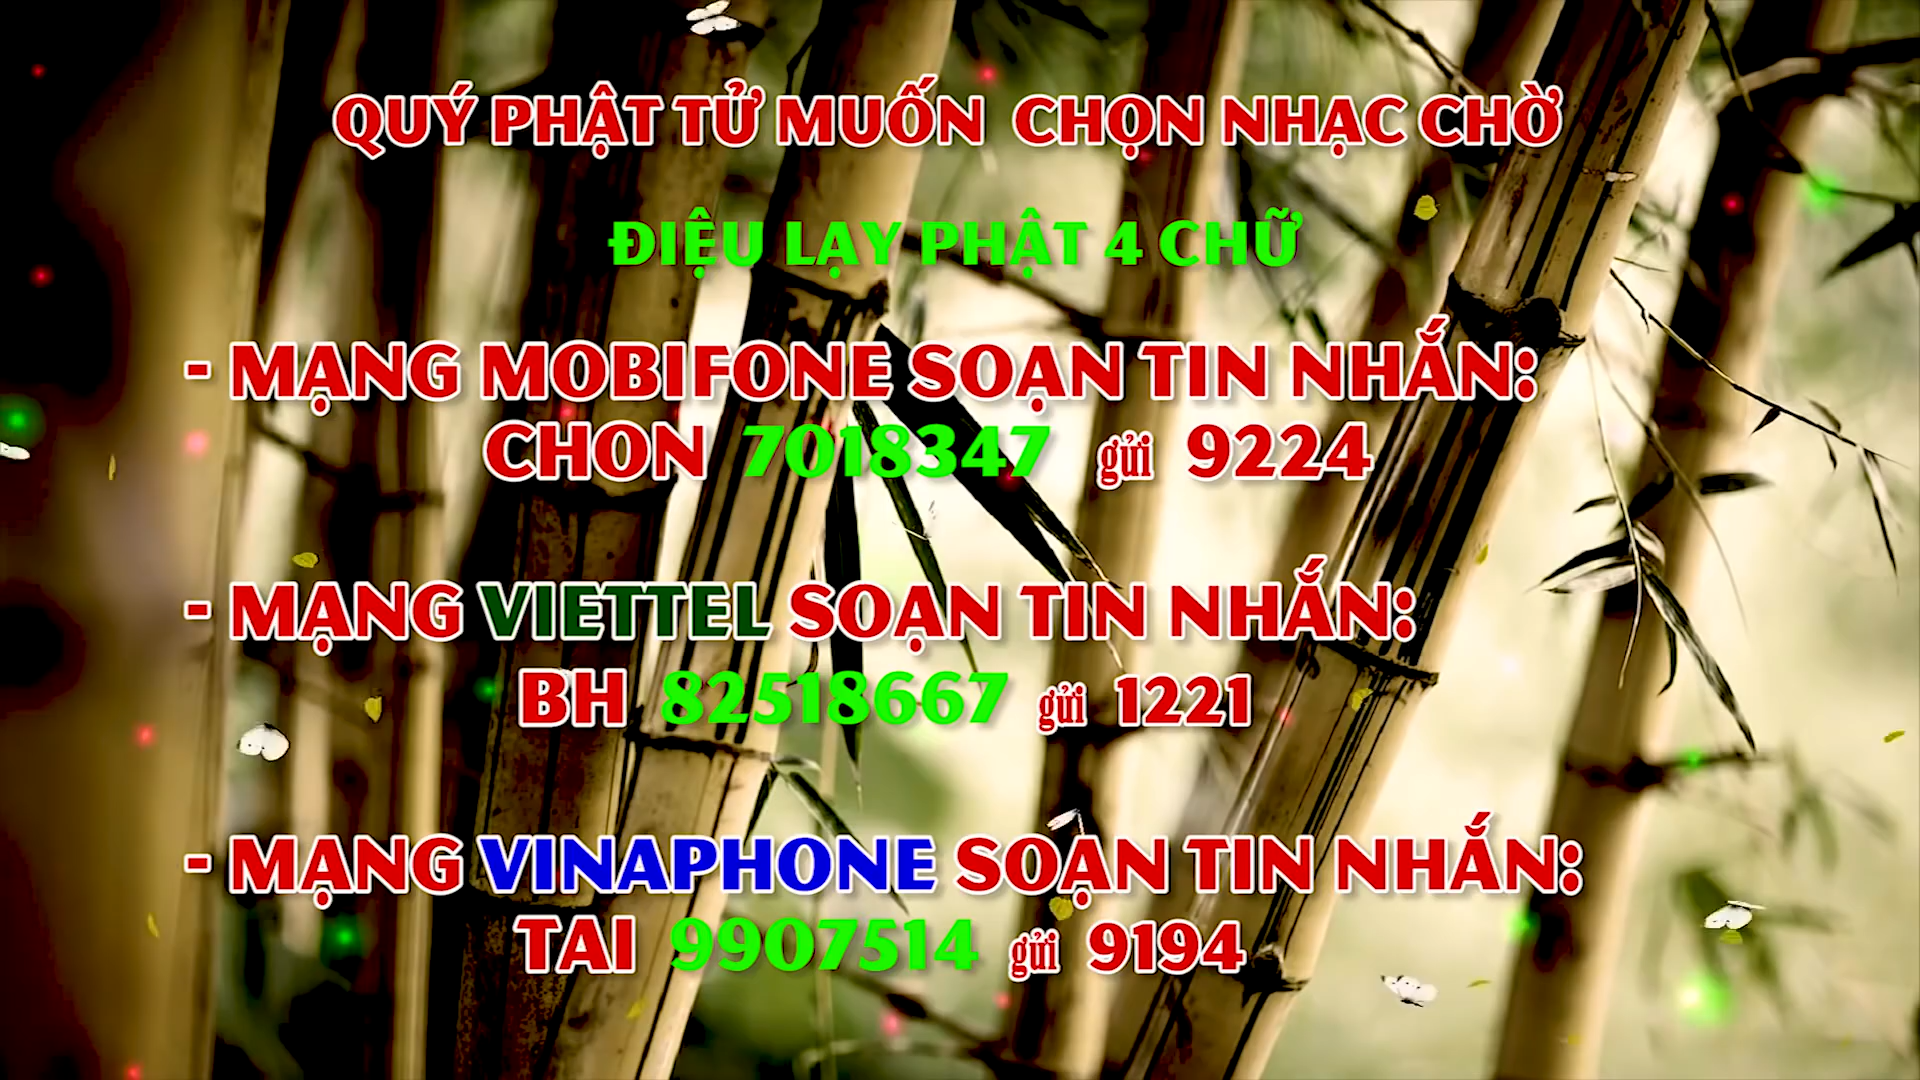 QUÝ PHẬT TỬ MUỐN CHỌN NHẠC CHỜ
ĐIỆU LẠY PHẬT 4 CHỮ
- MẠNG MOBIFONE SOẠN TIN NHẮN:
CHON 7018347 gửi 9224
- MẠNG VIETTEL SOẠN TIN NHẮN:
BH 82518667 gửi 1221
- MẠNG VINAPHONE SOẠN TIN NHẮN:
TAI 9907514 gửi 9194